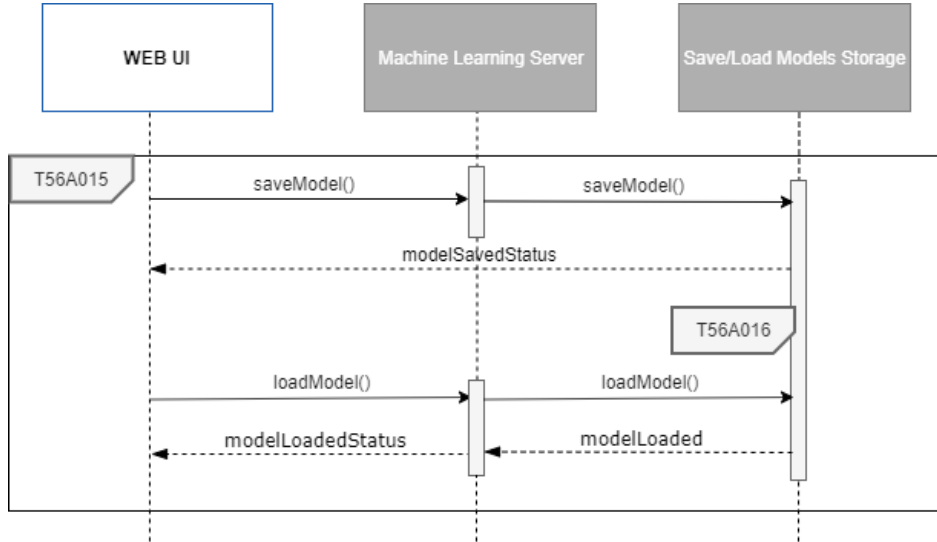 WEB UI
Machine Learning Server
Save/Load Models Storage
T56A015
saveModel()
saveModel()
modelSavedStatus
T56A016
loadModel()
loadModel()
modelLoadedStatus
modelLoaded